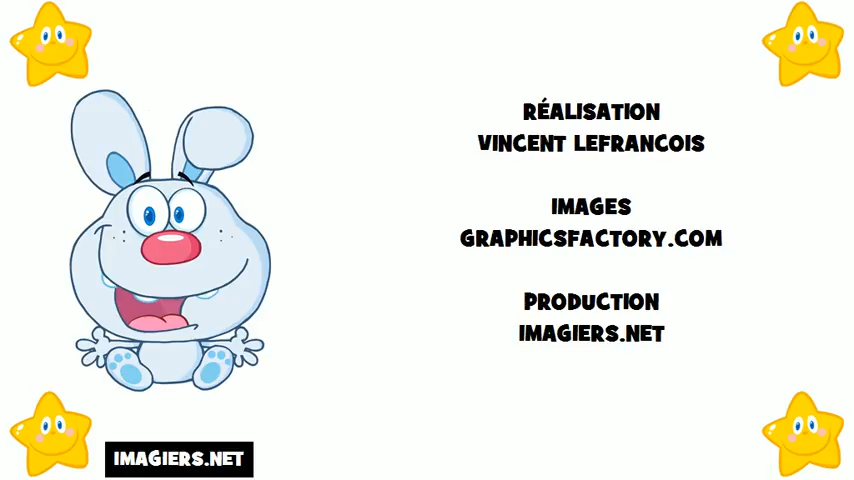 RÉALISATION
VINCENT LEFRANCOIS
IMAGES
GRAPHICSFACTORY.COM
PRODUCTION
IMAGIERS.NET
IMAGIERS.NET